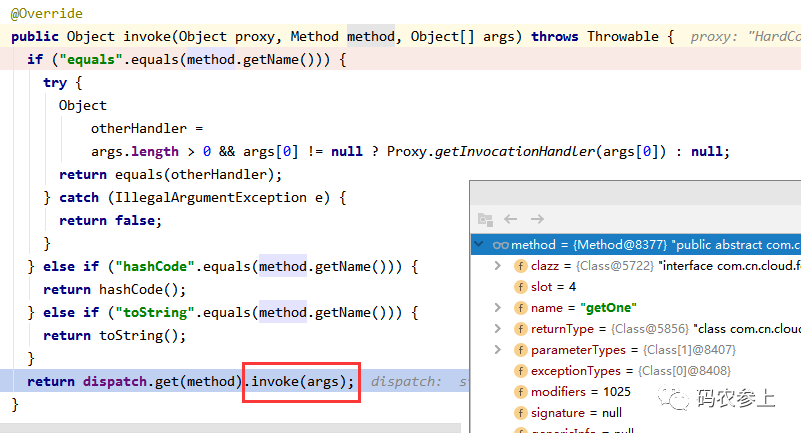 @Override
public Object invoke(Object proxy, Method method, Object[] args) throws Throwable {  proxy: "HardCo
if ("equals".equals(method.getName())) {
try {
Object
otherHandler =
args.length > 0 && args[0] != null ? Proxy.getInvocationHandler(args[0]) : null;
return equals(otherHandler);
} catch (IllegalArgumentException e) {
return false;
}
} else if ("hashCode".equals(method.getName())) {
return hashCode();
} else if ("toString".equals(method.getName())) {
return toString();
}
return dispatch.get(method).invoke(args);  dispatch:  s
}
method = {Method@8377} "public abstract com.c
clazz = {Class@5722} "interface com.cn.cloud.f
slot = 4
name = "getOne"
returnType = {Class@5856} "class com.cn.cloud
parameterTypes = {Class[1]@8407}
exceptionTypes = {Class[0]@8408}
modifiers = 1025
signature = null
genericInfo = null
码农参上